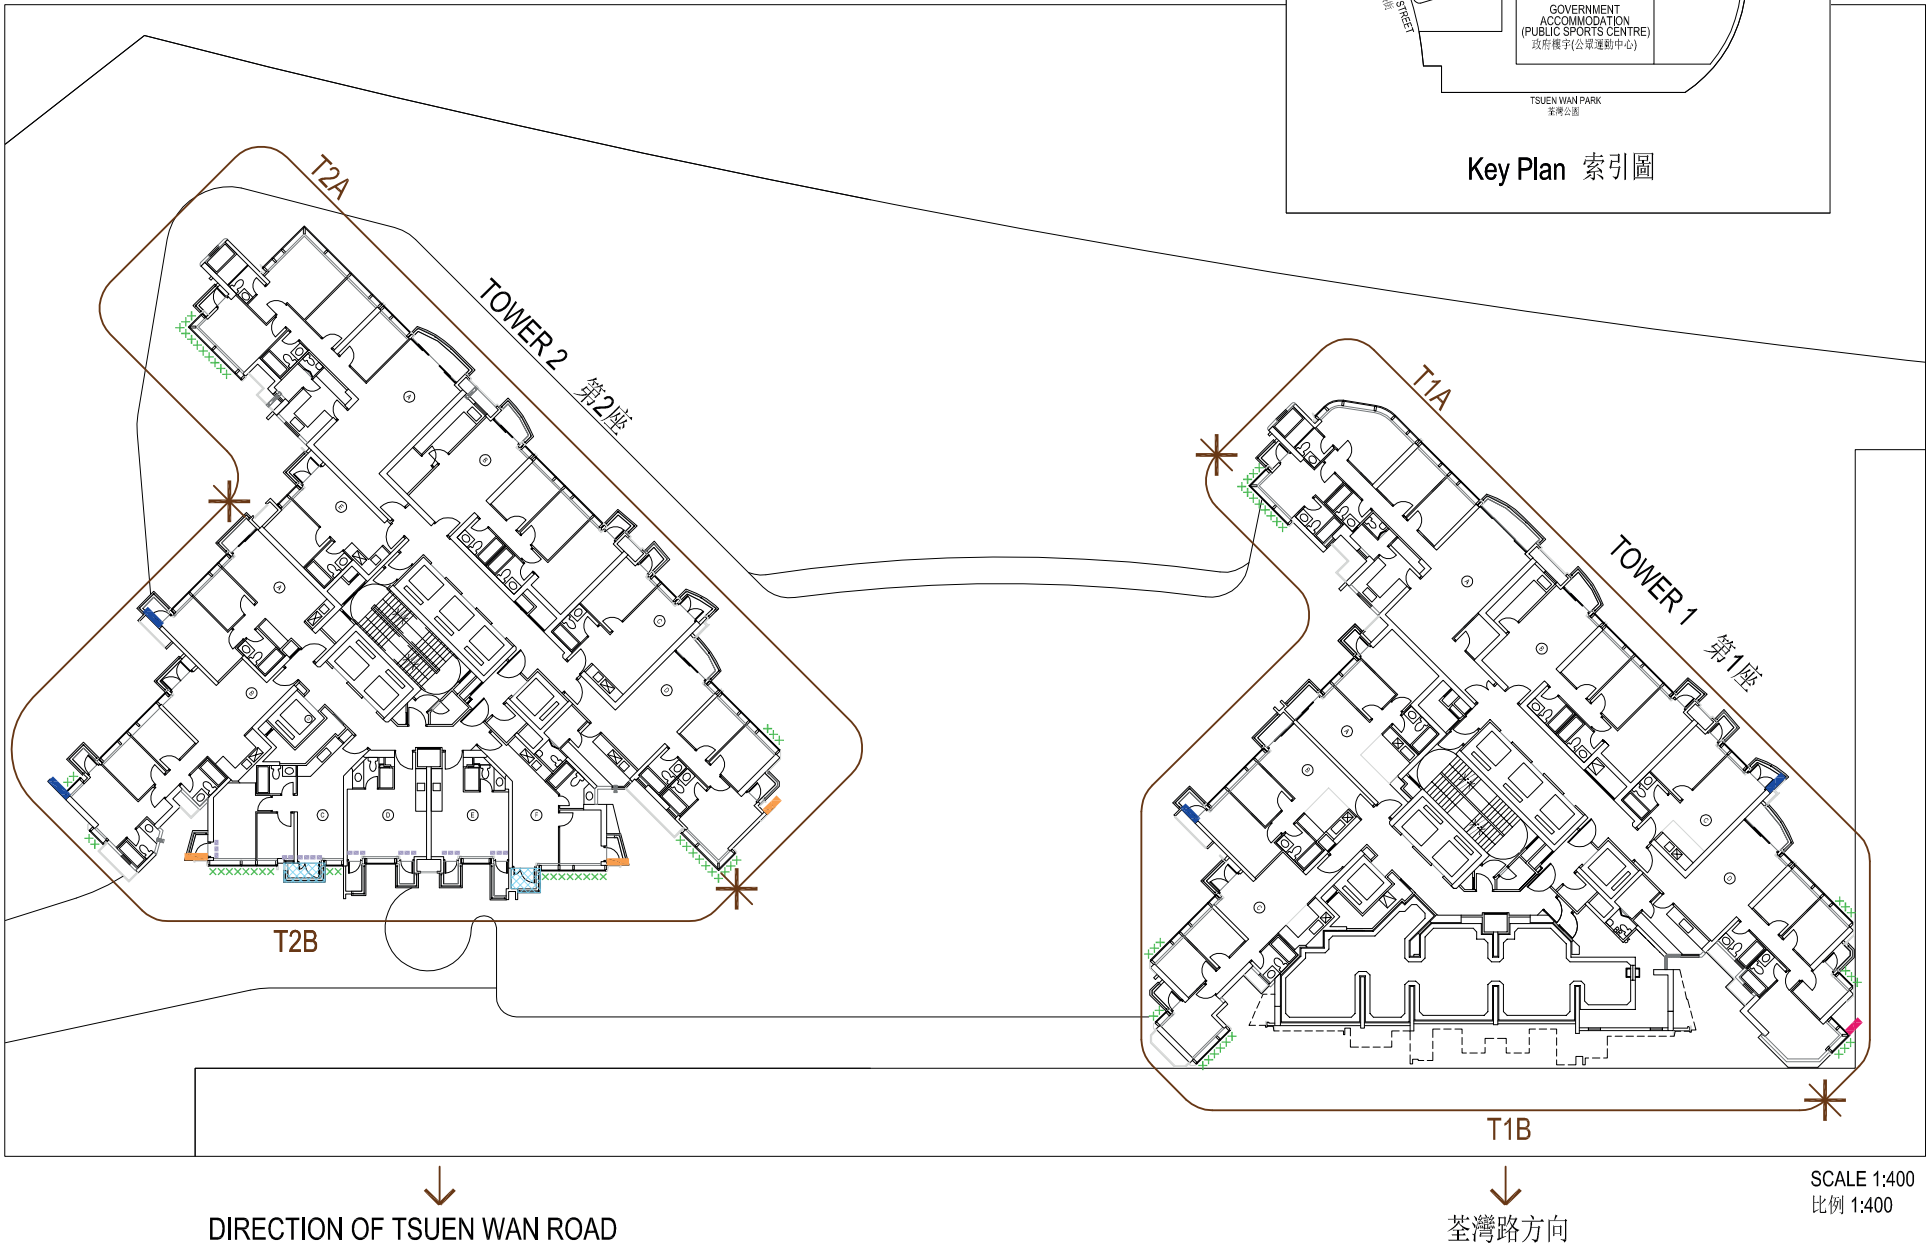 STREET
街
GOVERNMENT
ACCOMMODATION
(PUBLIC SPORTS CENTRE)
政府樓宇(公眾運動中心)
TSUEN WAN PARK
荃灣公園
Key Plan 索引圖
T2A
TOWER 2 第2座
T1A
TOWER 1 第1座
A
B
E
A
C
B
D
C
D
E
F
A
B
A
B
C
C
D
T2B
T1B
SCALE 1:400
比例 1:400
DIRECTION OF TSUEN WAN ROAD
荃灣路方向